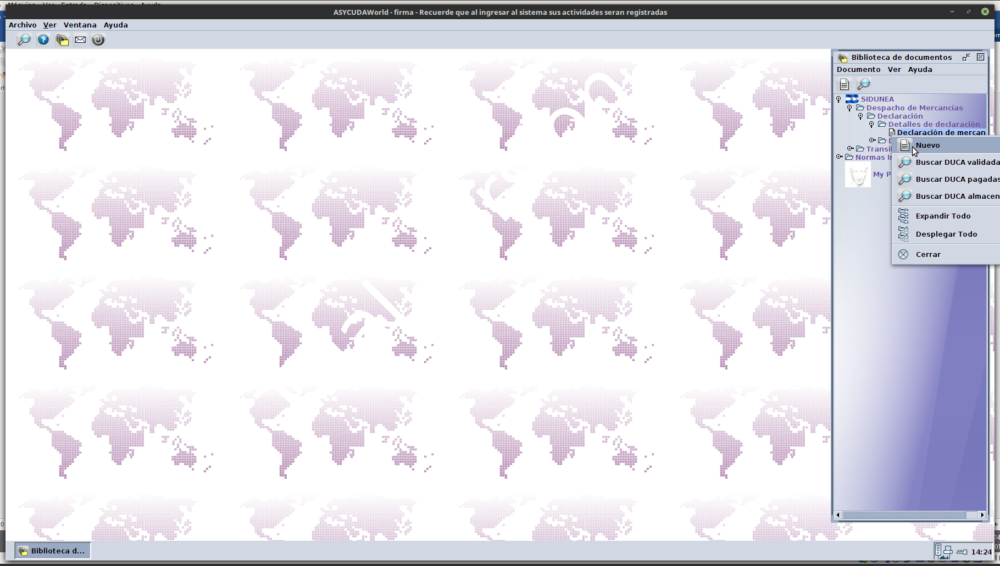 ASYCUDAWorld - firma - Recuerde que al ingresar al sistema sus actividades seran registradas
Archivo Ver Ventana Ayuda
Biblioteca de documentos
Documento Ver Ayuda
SIDUNEA
Despacho de Mercancías
Declaración
Detalles de declaración
Declaración de mercan
Transi
Normas I
My P
Nuevo
Buscar DUCA validada
Buscar DUCA pagadas
Buscar DUCA almacen
Expandir Todo
Desplegar Todo
Cerrar
Biblioteca d...
14:24